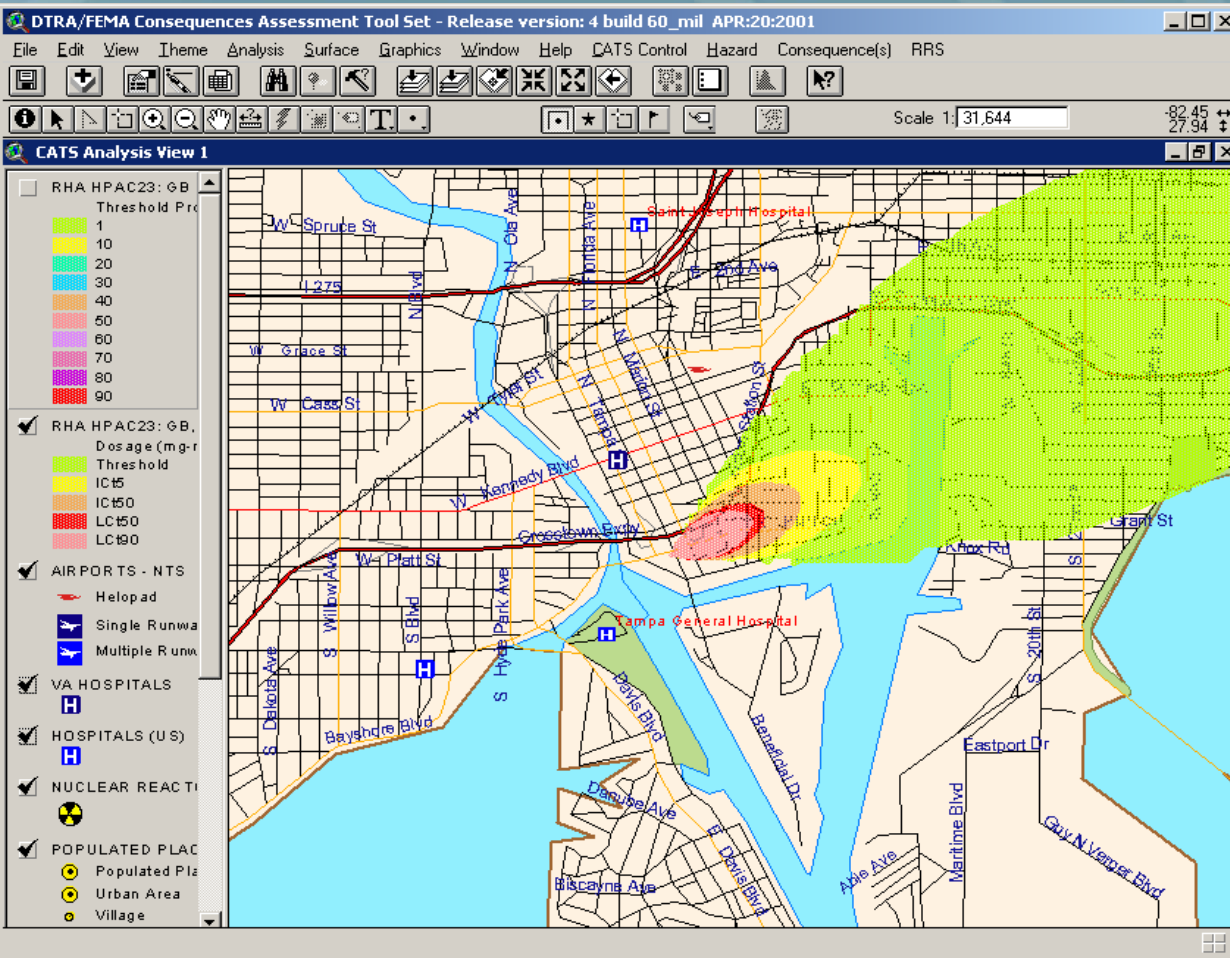 DTRA/FEMA Consequences Assessment Tool Set - Release version: 4 build 60_mil APR:20:2001
File Edit View Theme Analysis Surface Graphics Window Help CATS Control Hazard Consequence(s) RRS
Scale 1: 31,644
-82.45
27.94
CATS Analysis View 1
RHA HPAC23: GB
Threshold Pro
1
10
20
30
40
50
60
70
80
90
RHA HPAC23: GB,
Dosage (mg-
Threshold
ICt5
ICt50
LCt50
LCt90
AIRPORTS - NTS
Helopad
Single Runwa
Multiple Runw
VA HOSPITALS
H
HOSPITALS (US)
H
NUCLEAR REACT
POPULATED PLAC
Populated Pla
Urban Area
Village
Saint Joseph Hospital
W Spruce St
N Ola Ave
N Florida Ave
E 2nd Ave
I 275
N Blvd
W Grace St
N Marion St
W Tyler St
W Cass St
N Tampa
Station St
W Kennedy Blvd
Crosstown Expy
Grant St
W Platt St
Knox Rd
S Willow Ave
S Blvd
S Hyde Park Ave
Tampa General Hospital
S 20th St
S Dakota Ave
Davis Blvd
Bayshore Blvd
Beneficial Dr
Eastport Dr
Danube Ave
Maritime Blvd
Guy N Verger Blvd
E Davis Blvd
Able Ave
Biscayne Ave